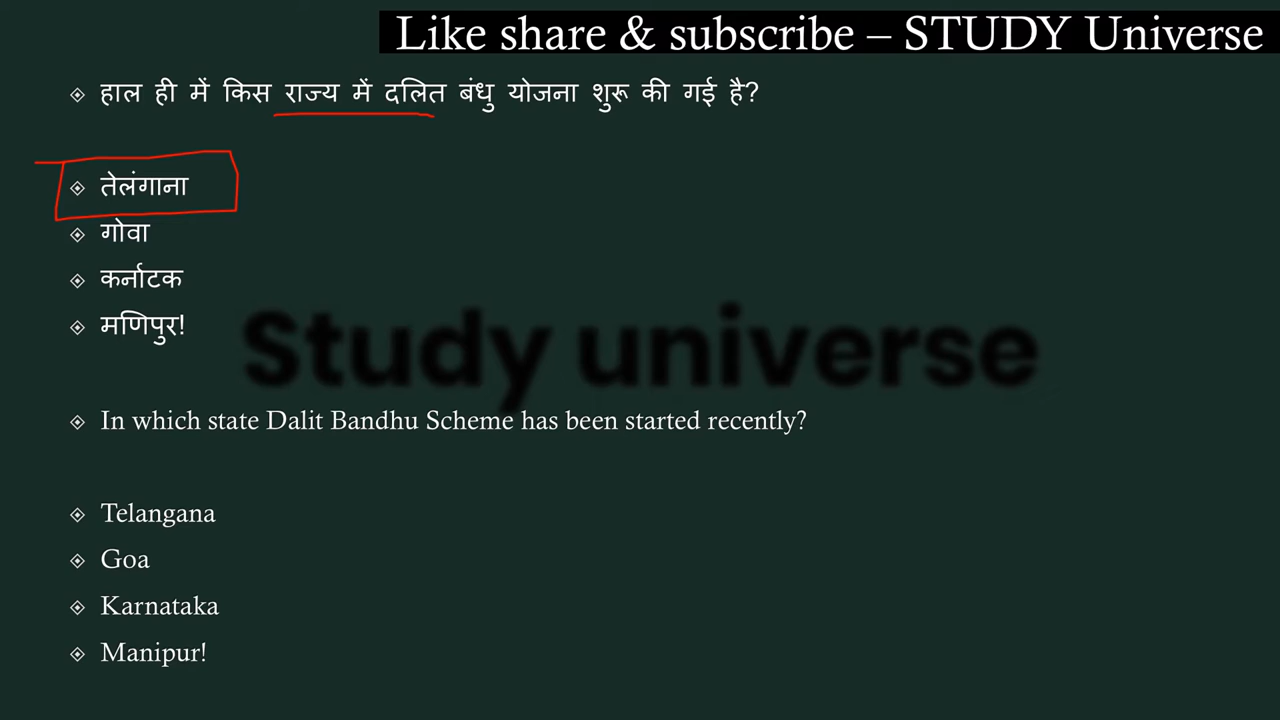 Like share & subscribe – STUDY Universe
हाल ही में किस राज्य में दलित बंधु योजना शुरू की गई है?
तेलंगाना
गोवा
कर्नाटक
मणिपुर!
Study universe
In which state Dalit Bandhu Scheme has been started recently?
Telangana
Goa
Karnataka
Manipur!